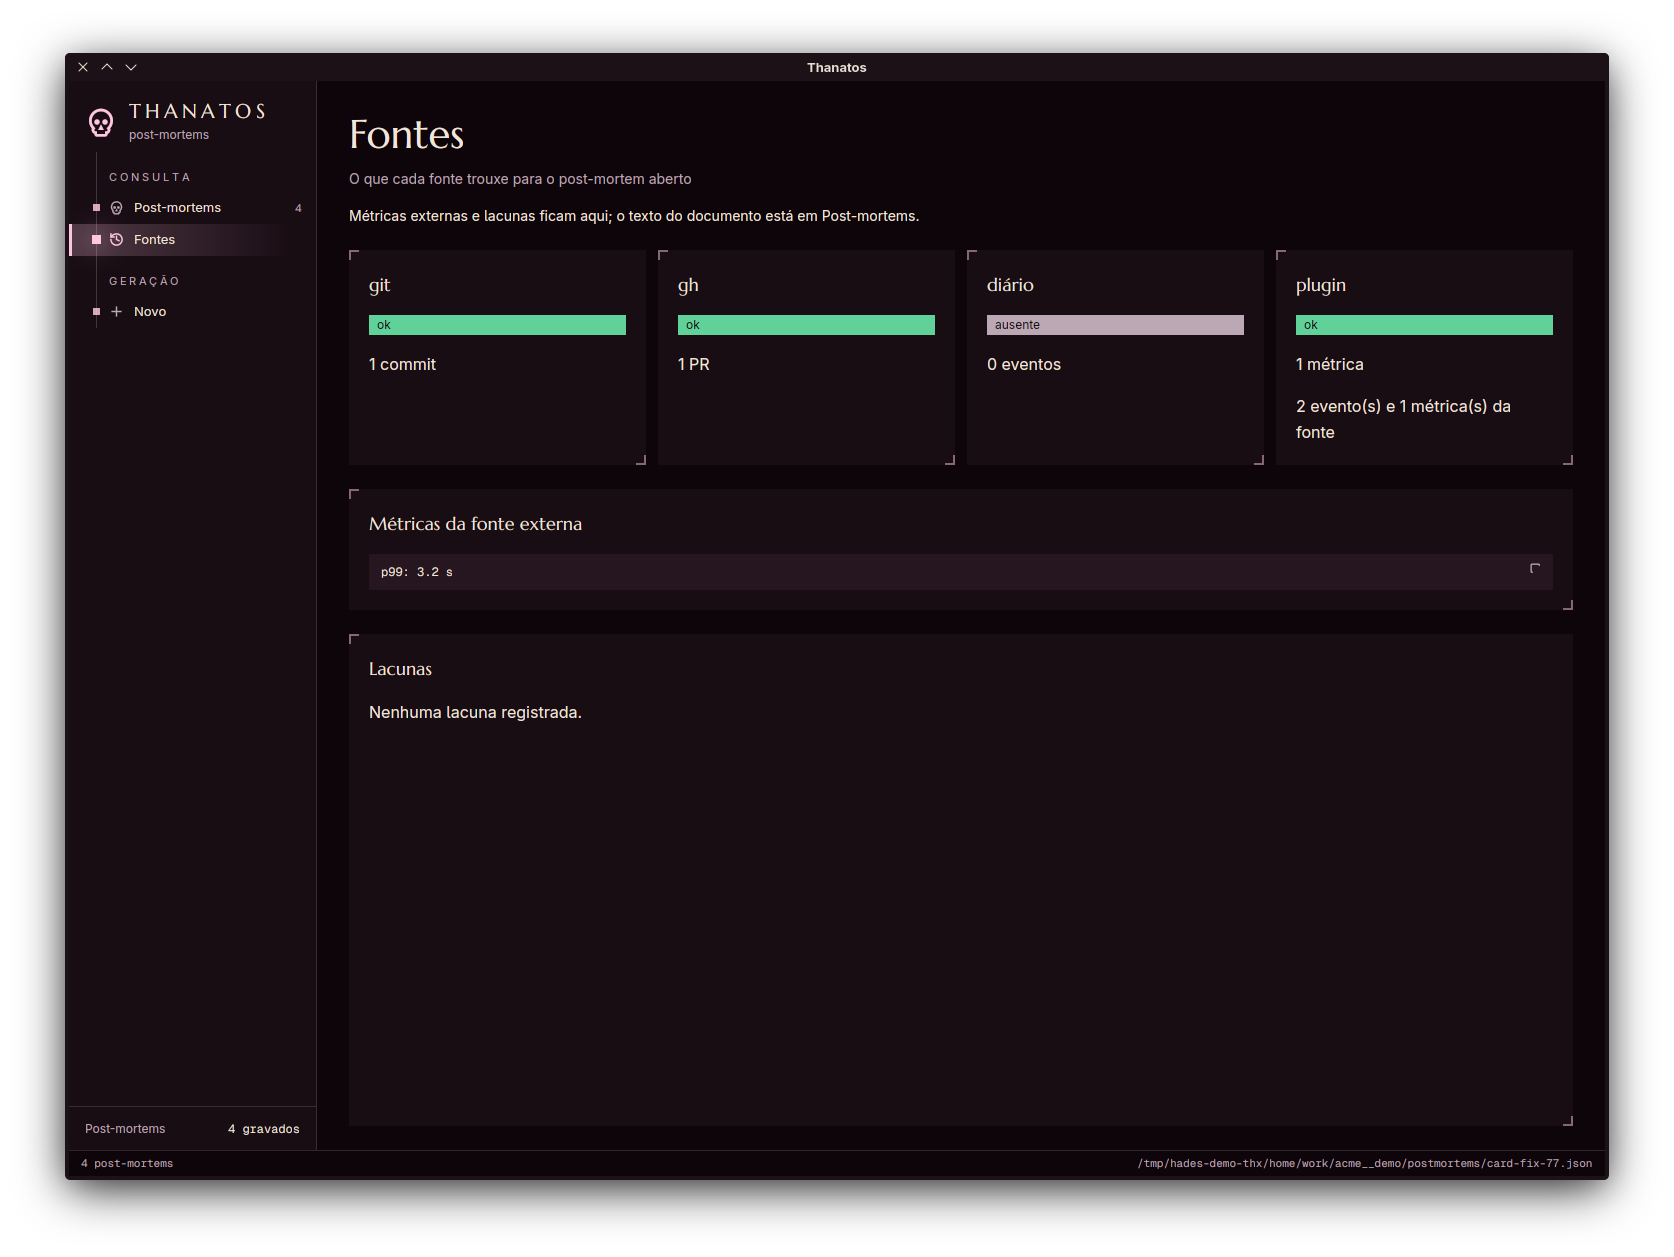 Thanatos
THANATOS
post-mortems
CONSULTA
Post-mortems 4
Fontes
GERAÇÃO
Novo
Post-mortems 4 gravados
Fontes
O que cada fonte trouxe para o post-mortem aberto
Métricas externas e lacunas ficam aqui; o texto do documento está em Post-mortems.
git
ok
1 commit
gh
ok
1 PR
diário
ausente
0 eventos
plugin
ok
1 métrica
2 evento(s) e 1 métrica(s) da
fonte
Métricas da fonte externa
p99: 3.2 s
Lacunas
Nenhuma lacuna registrada.
4 post-mortems
/tmp/hades-demo-thx/home/work/acme__demo/postmortems/card-fix-77.json